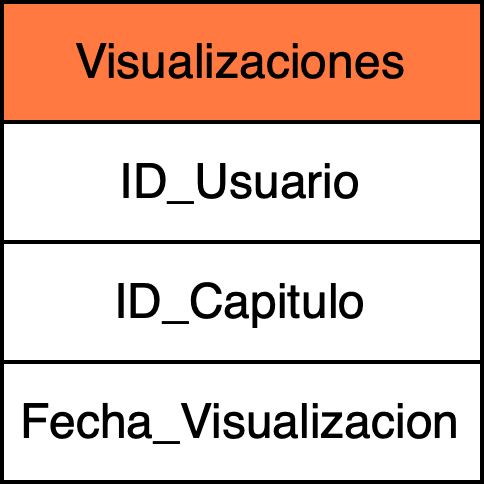 Visualizaciones
ID_Usuario
ID_Capitulo
Fecha_Visualizacion